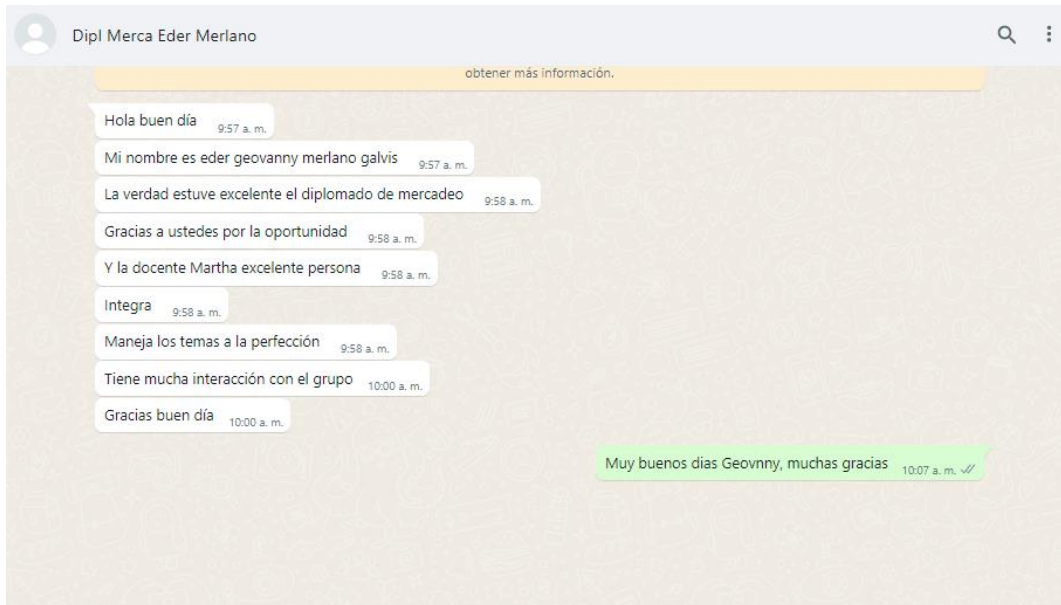 Dipl Merca Eder Merlano
obtener más información.
Hola buen día 9:57 a. m.
Mi nombre es eder geovanny merlano galvis 9:57 a. m.
La verdad estuve excelente el diplomado de mercadeo 9:58 a. m.
Gracias a ustedes por la oportunidad 9:58 a. m.
Y la docente Martha excelente persona 9:58 a. m.
Integra 9:58 a. m.
Maneja los temas a la perfección 9:58 a. m.
Tiene mucha interacción con el grupo 10:00 a. m.
Gracias buen día 10:00 a. m.
Muy buenos dias Geovnny, muchas gracias 10:07 a. m.